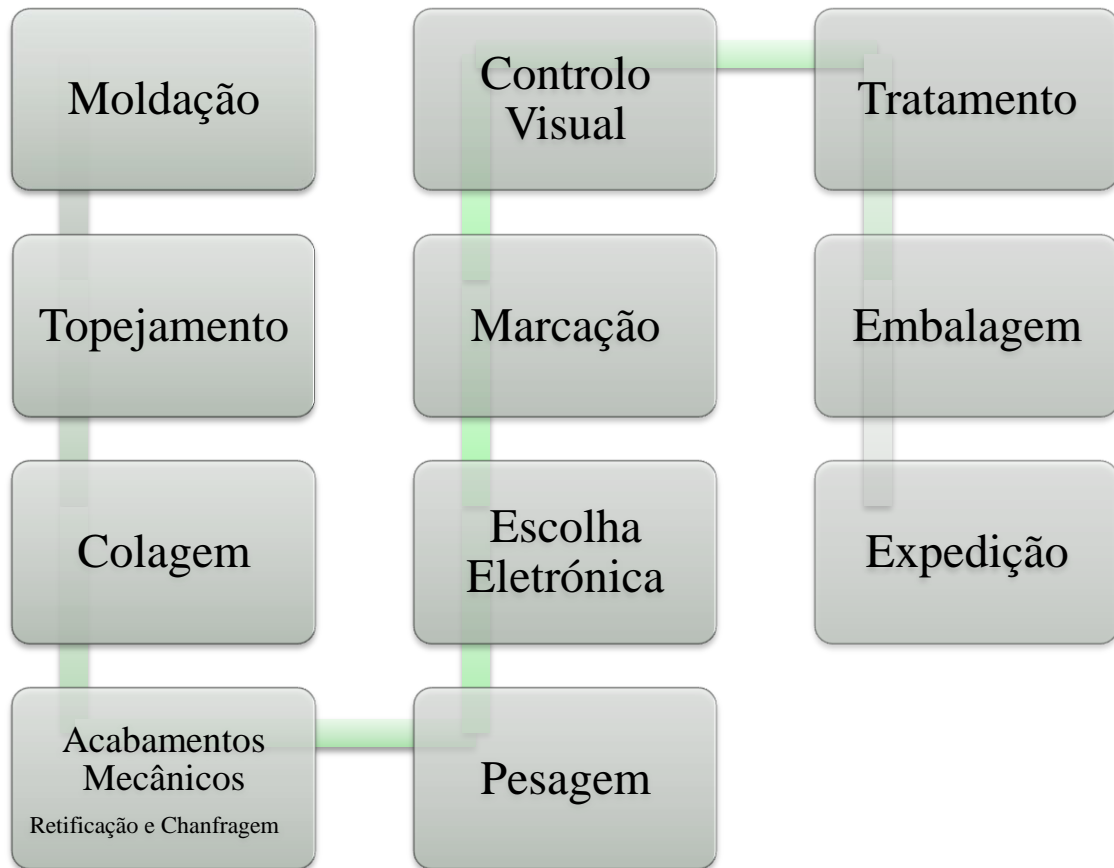 Moldação
Topejamento
Colagem
Acabamentos
Mecânicos
Retificação e Chanfragem
Pesagem
Escolha
Eletrónica
Marcação
Controlo
Visual
Tratamento
Embalagem
Expedição